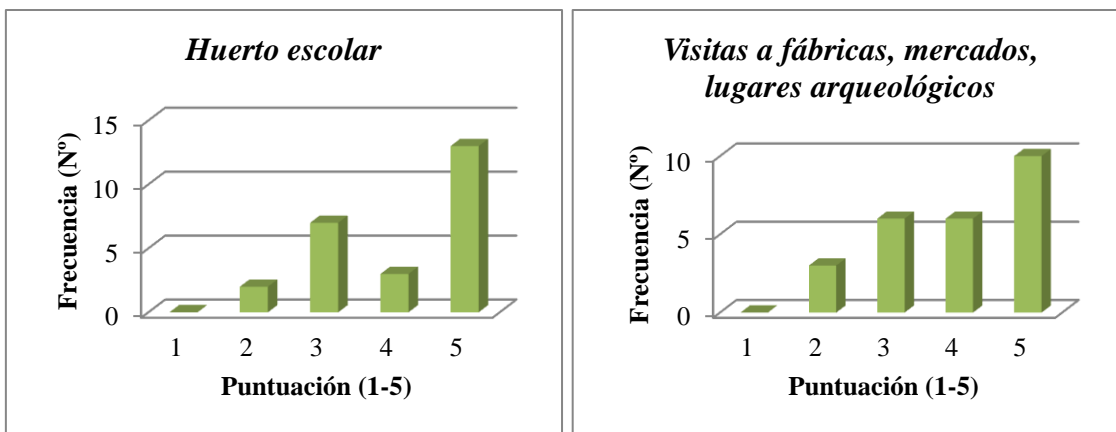 Huerto escolar
15
10
5
0
Frecuencia (Nº)
1 2 3 4 5
Puntuación (1-5)
Visitas a fábricas, mercados,
lugares arqueológicos
10
5
0
Frecuencia (Nº)
1 2 3 4 5
Puntuación (1-5)